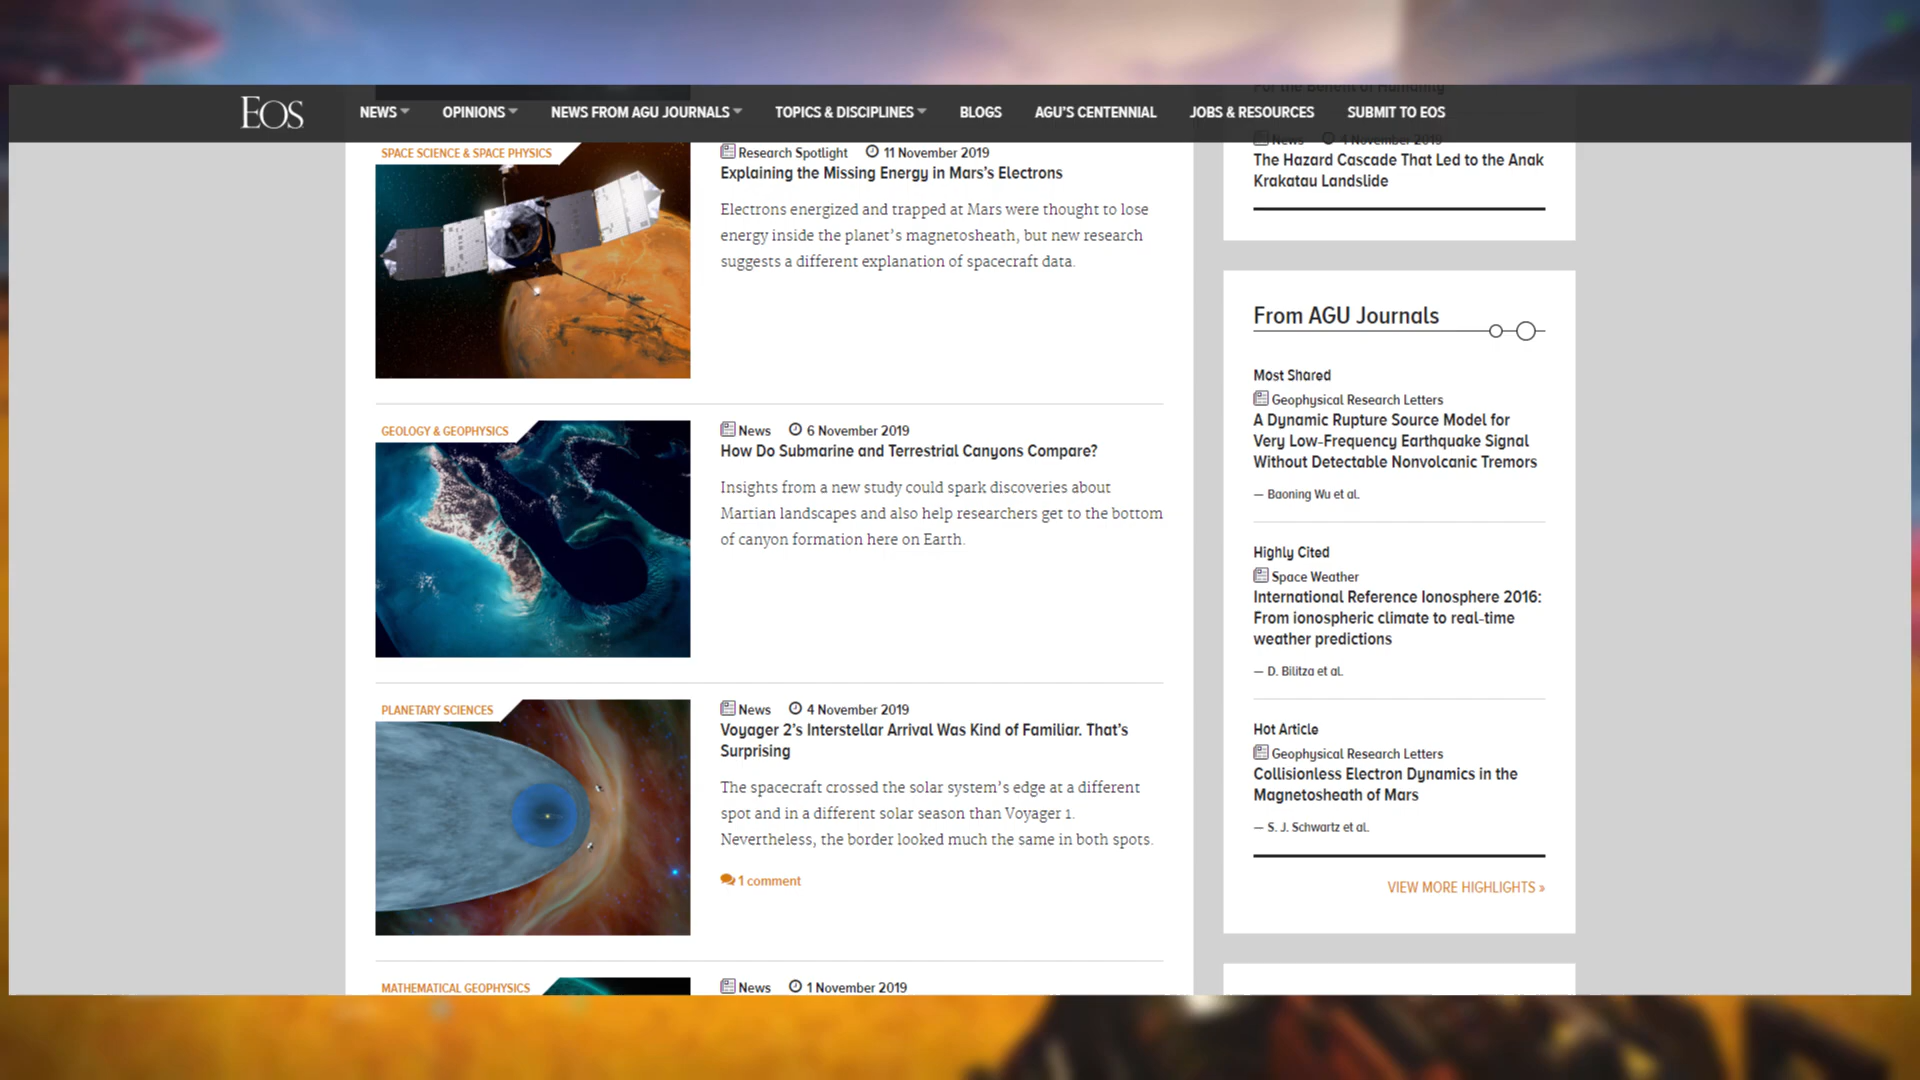 Eos
NEWS
OPINIONS
NEWS FROM AGU JOURNALS
TOPICS & DISCIPLINES
BLOGS
AGU'S CENTENNIAL
JOBS & RESOURCES
SUBMIT TO EOS
SPACE SCIENCE & SPACE PHYSICS
Research Spotlight 11 November 2019
Explaining the Missing Energy in Mars's Electrons
Electrons energized and trapped at Mars were thought to lose
energy inside the planet's magnetosheath, but new research
suggests a different explanation of spacecraft data.
GEOLOGY & GEOPHYSICS
News 6 November 2019
How Do Submarine and Terrestrial Canyons Compare?
Insights from a new study could spark discoveries about
Martian landscapes and also help researchers get to the bottom
of canyon formation here on Earth.
PLANETARY SCIENCES
News 4 November 2019
Voyager 2's Interstellar Arrival Was Kind of Familiar. That's
Surprising
The spacecraft crossed the solar system's edge at a different
spot and in a different solar season than Voyager 1.
Nevertheless, the border looked much the same in both spots.
1 comment
MATHEMATICAL GEOPHYSICS
News 1 November 2019
For the Benefit of Humanity
News 4 November 2019
The Hazard Cascade That Led to the Anak
Krakatau Landslide
From AGU Journals
Most Shared
Geophysical Research Letters
A Dynamic Rupture Source Model for
Very Low-Frequency Earthquake Signal
Without Detectable Nonvolcanic Tremors
— Baoning Wu et al.
Highly Cited
Space Weather
International Reference Ionosphere 2016:
From ionospheric climate to real-time
weather predictions
— D. Bilitza et al.
Hot Article
Geophysical Research Letters
Collisionless Electron Dynamics in the
Magnetosheath of Mars
— S. J. Schwartz et al.
VIEW MORE HIGHLIGHTS »